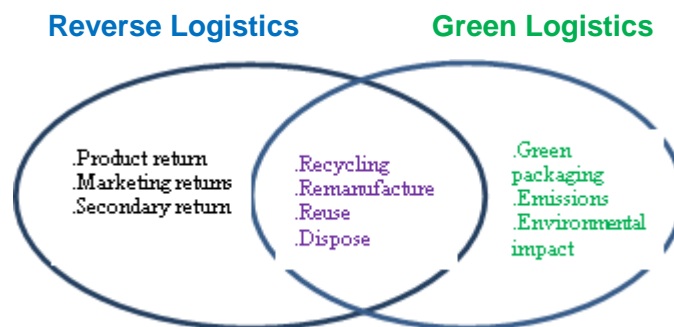 Reverse Logistics
Green Logistics
.Product return
.Marketing returns
.Secondary return
.Recycling
.Remanufacture
.Reuse
.Dispose
.Green
packaging
.Emissions
.Environmental
impact